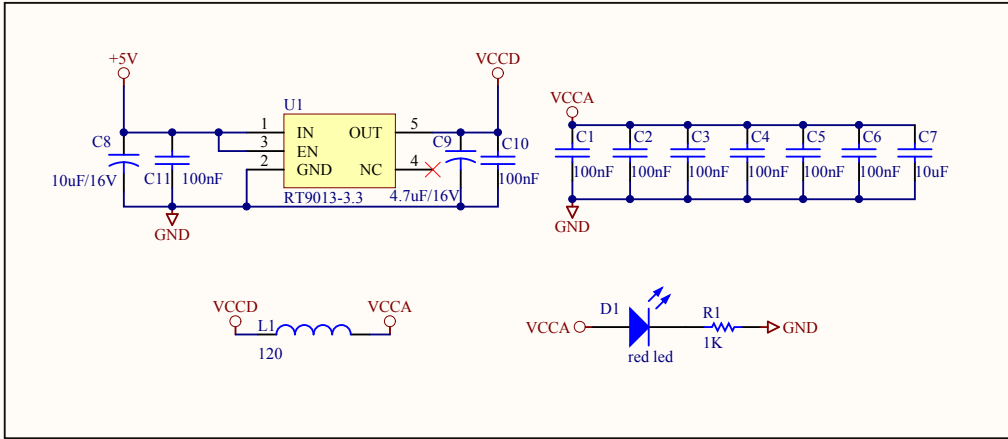 +5V
VCCD
U1
VCCA
C8
1
IN
OUT
5
C9
C10
C1
C2
C3
C4
C5
C6
C7
3
EN
2
GND
NC
4
10uF/16V
C11
100nF
RT9013-3.3
4.7uF/16V
100nF
100nF
100nF
100nF
100nF
100nF
100nF
10uF
GND
GND
VCCD
VCCA
L1
120
D1
R1
VCCA
GND
1K
red led